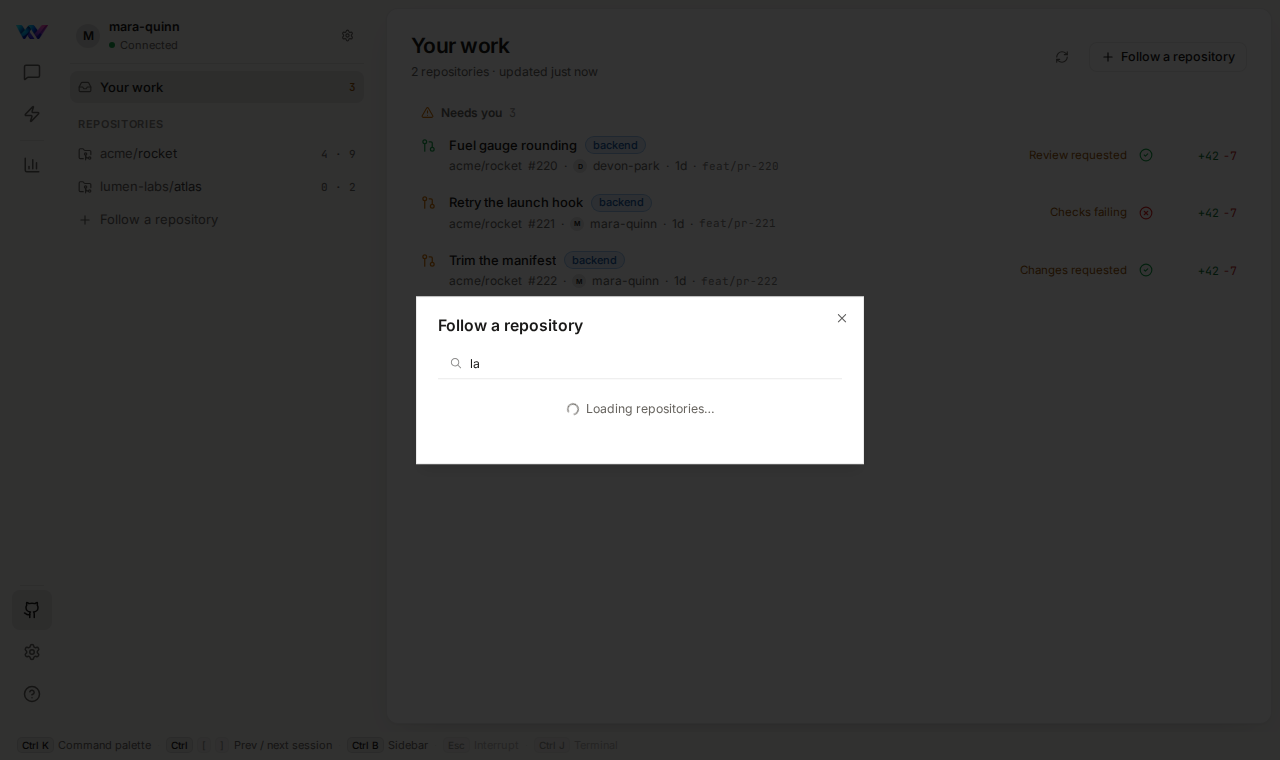 mara-quinn
Connected
Your work 3
REPOSITORIES
acme/rocket 4 · 9
lumen-labs/atlas 0 · 2
Follow a repository
Your work
2 repositories · updated just now
Follow a repository
Needs you 3
Fuel gauge rounding backend
acme/rocket #220 · D devon-park · 1d · feat/pr-220
Review requested +42 -7
Retry the launch hook backend
acme/rocket #221 · M mara-quinn · 1d · feat/pr-221
Checks failing +42 -7
Trim the manifest backend
acme/rocket #222 · M mara-quinn · 1d · feat/pr-222
Changes requested +42 -7
Follow a repository
la
Loading repositories...
Ctrl K Command palette Ctrl [ ] Prev / next session Ctrl B Sidebar Esc Interrupt Ctrl J Terminal